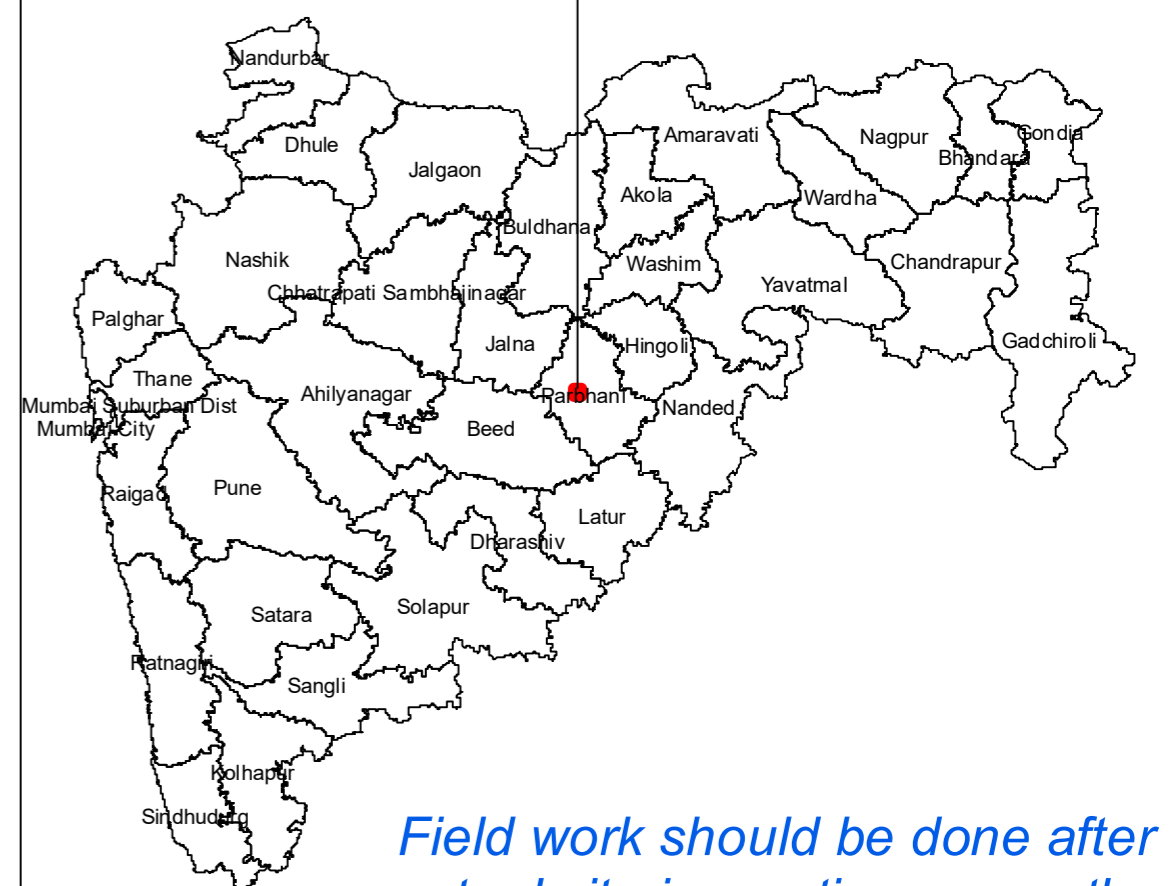 Nandurbar
Dhule
Jalgaon
Amaravati
Nagpur
Gondia
Bhandara
Akola
Wardha
Buldhana
Nashik
Washim
Chandrapur
Yavatmal
Chhatrapati Sambhajinagar
Palghar
Jalna
Hingoli
Gadchiroli
Thane
Ahilyanagar
Parbhani
Nanded
Mumbai Suburban Dist
Mumbai City
Beed
Raigad
Pune
Latur
Dharashiv
Satara
Solapur
Ratnagiri
Sangli
Kolhapur
Sindhudurg
Field work should be done after